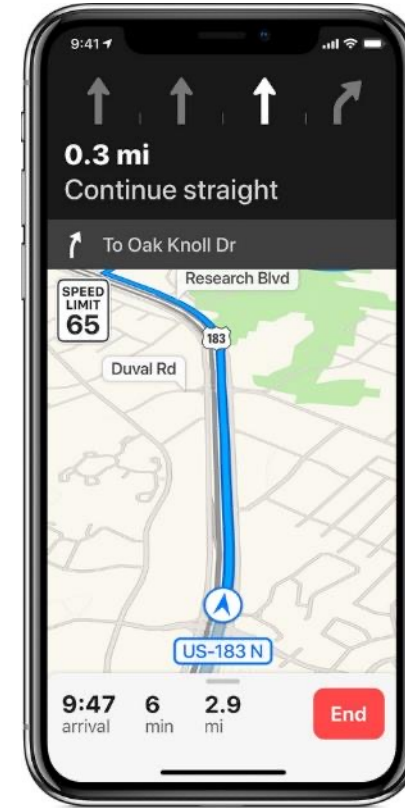 9:41
0.3 mi
Continue straight
To Oak Knoll Dr
SPEED
LIMIT
65
Research Blvd
183
Duval Rd
US-183 N
9:47 6 2.9
arrival min mi
End